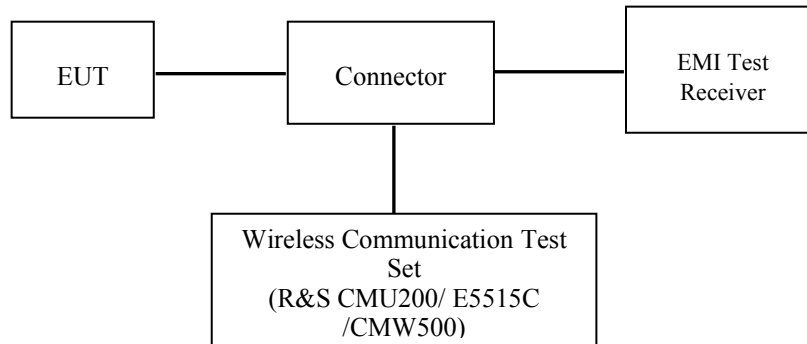 EUT
Connector
EMI Test
Receiver
Wireless Communication Test
Set
(R&S CMU200/ E5515C
/CMW500)